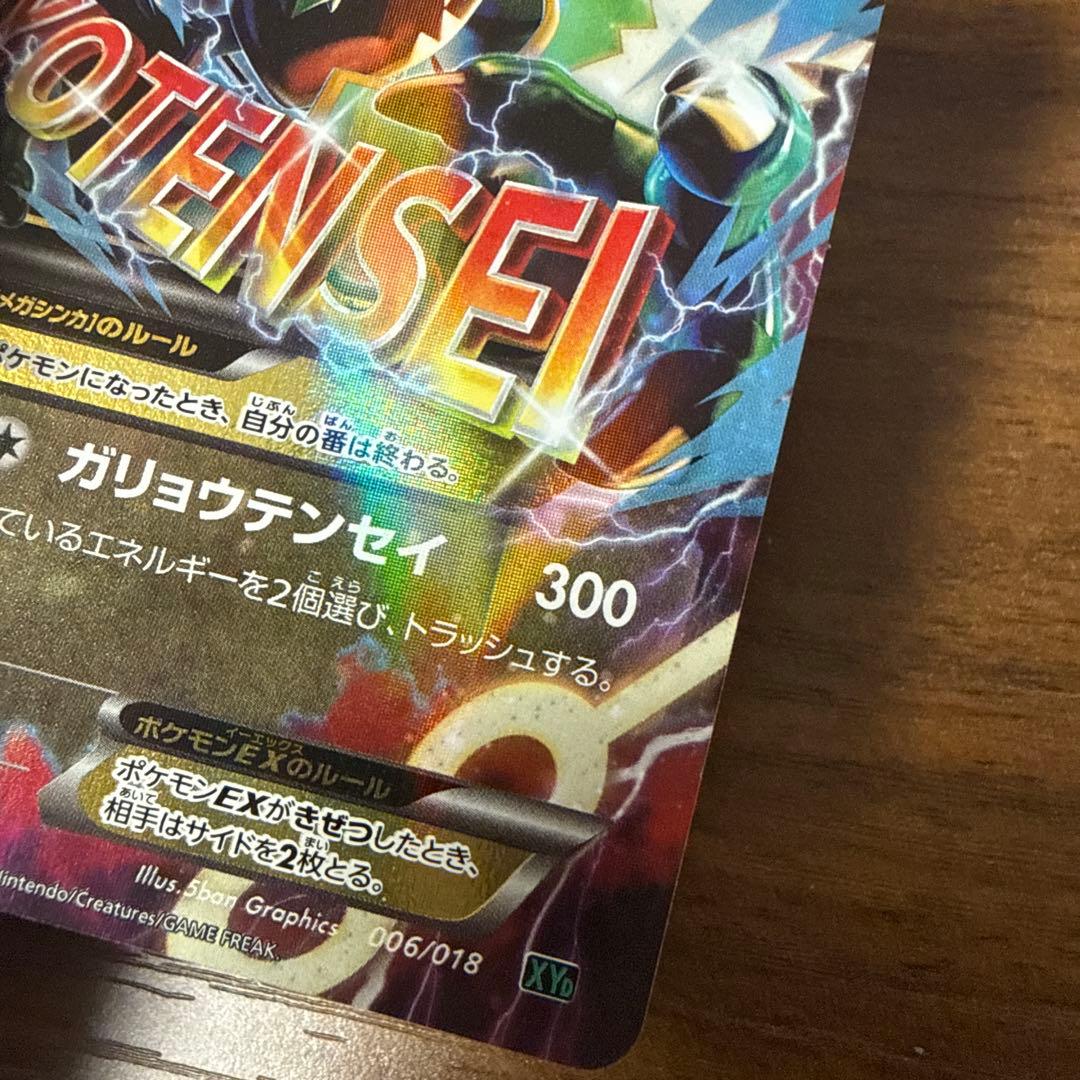 OTENSEI
メガシンカ]のルール
ポケモンになったとき、自分の番は終わる。
ガリョウテンセイ 300
ているエネルギーを2個選び、トラッシュする。
ポケモンEXのルール
ポケモンEXがきぜつしたとき、
相手はサイドを2枚とる。
Illus.5ban Graphics
Nintendo/Creatures/GAME FREAK.
006/018
XYD